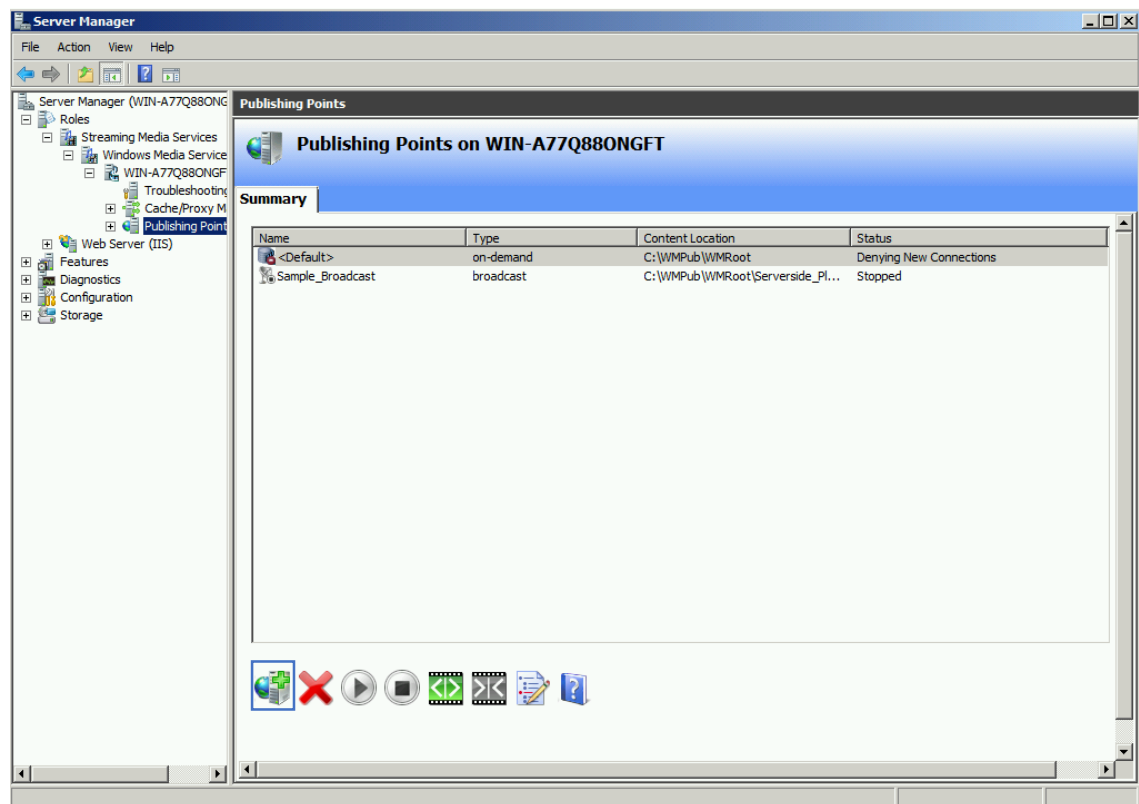 Server Manager
File Action View Help
Server Manager (WIN-A77Q88ONG
Roles
Streaming Media Services
Windows Media Service
WIN-A77Q88ONGF
Troubleshooting
Cache/Proxy M
Publishing Point
Web Server (IIS)
Features
Diagnostics
Configuration
Storage
Publishing Points
Publishing Points on WIN-A77Q88ONGFT
Summary
Name Type Content Location Status
<Default> on-demand C:\WMPub\WMRoot Denying New Connections
Sample_Broadcast broadcast C:\WMPub\WMRoot\Serverside_Pl... Stopped